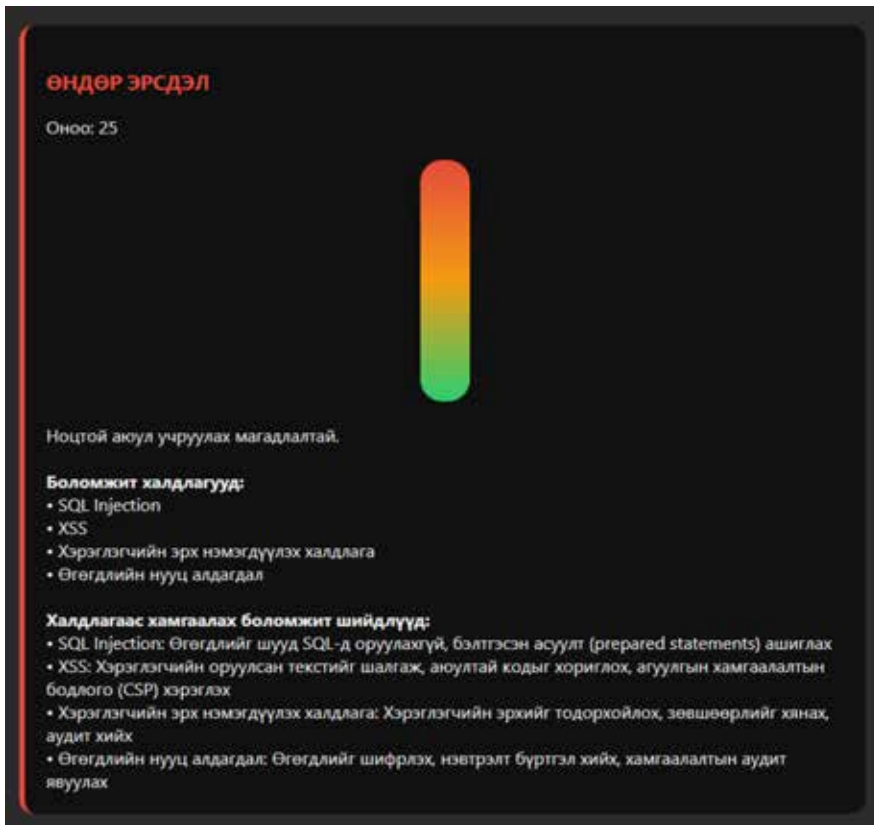 ӨНДӨР ЭРСДЭЛ
Оноо: 25
Ноцтой аюул учруулах магадлалтай.
Боломжит халдлагууд:
• SQL Injection
• XSS
• Хэрэглэгчийн эрх нэмэгдүүлэх халдлага
• Өгөгдлийн нууц алдагдал
Халдлагаас хамгаалах боломжит шийдлүүд:
• SQL Injection: Өгөгдлийг шууд SQL-д оруулахгүй, бэлтгэсэн асуулт (prepared statements) ашиглах
• XSS: Хэрэглэгчийн оруулсан текстийг шалгаж, аюултай кодыг хориглох, агуулгын хамгаалалтын
бодлого (CSP) хэрэглэх
• Хэрэглэгчийн эрх нэмэгдүүлэх халдлага: Хэрэглэгчийн эрхийг тодорхойлох, зөвшөөрлийг хянах,
аудит хийх
• Өгөгдлийн нууц алдагдал: Өгөгдлийг шифрлэх, нэвтрэлт бүртгэл хийх, хамгаалалтын аудит
явуулах